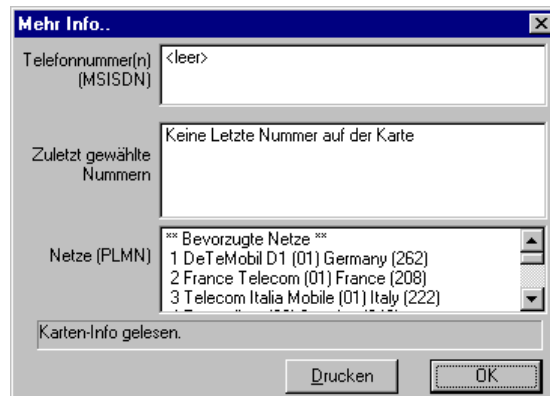 Mehr Info..
Telefonnummer(n)
(MSISDN)
<leer>
Zuletzt gewählte
Nummern
Keine Letzte Nummer auf der Karte
Netze (PLMN)
** Bevorzugte Netze **
1 DeTeMobil D1 (01) Germany (262)
2 France Telecom (01) France (208)
3 Telecom Italia Mobile (01) Italy (222)
Karten-Info gelesen.
Drucken
OK